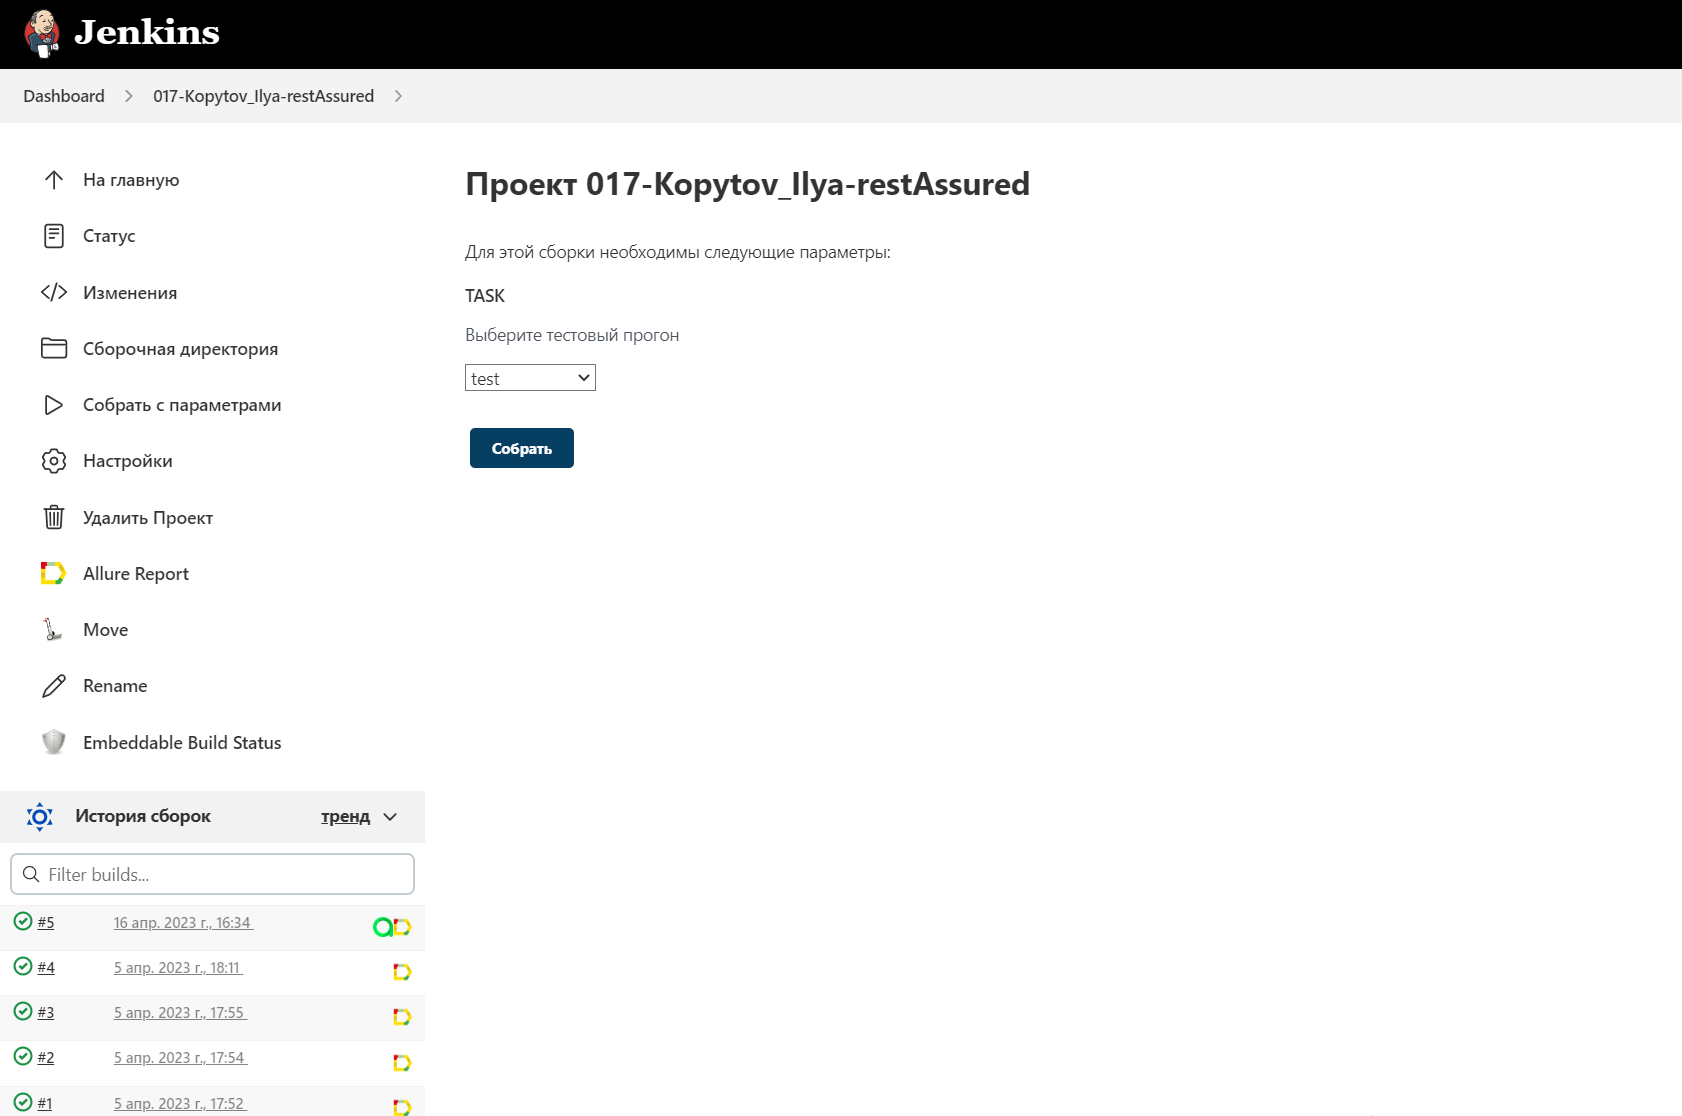 Jenkins
Dashboard
017-Kopytov_Ilya-restAssured
На главную
Статус
Изменения
Сборочная директория
Собрать с параметрами
Настройки
Удалить Проект
Allure Report
Move
Rename
Embeddable Build Status
История сборок
тренд
Filter builds...
#5 16 апр. 2023 г., 16:34
#4 5 апр. 2023 г., 18:11
#3 5 апр. 2023 г., 17:55
#2 5 апр. 2023 г., 17:54
#1 5 апр. 2023 г., 17:52
Проект 017-Kopytov_Ilya-restAssured
Для этой сборки необходимы следующие параметры:
TASK
Выберите тестовый прогон
test
Собрать